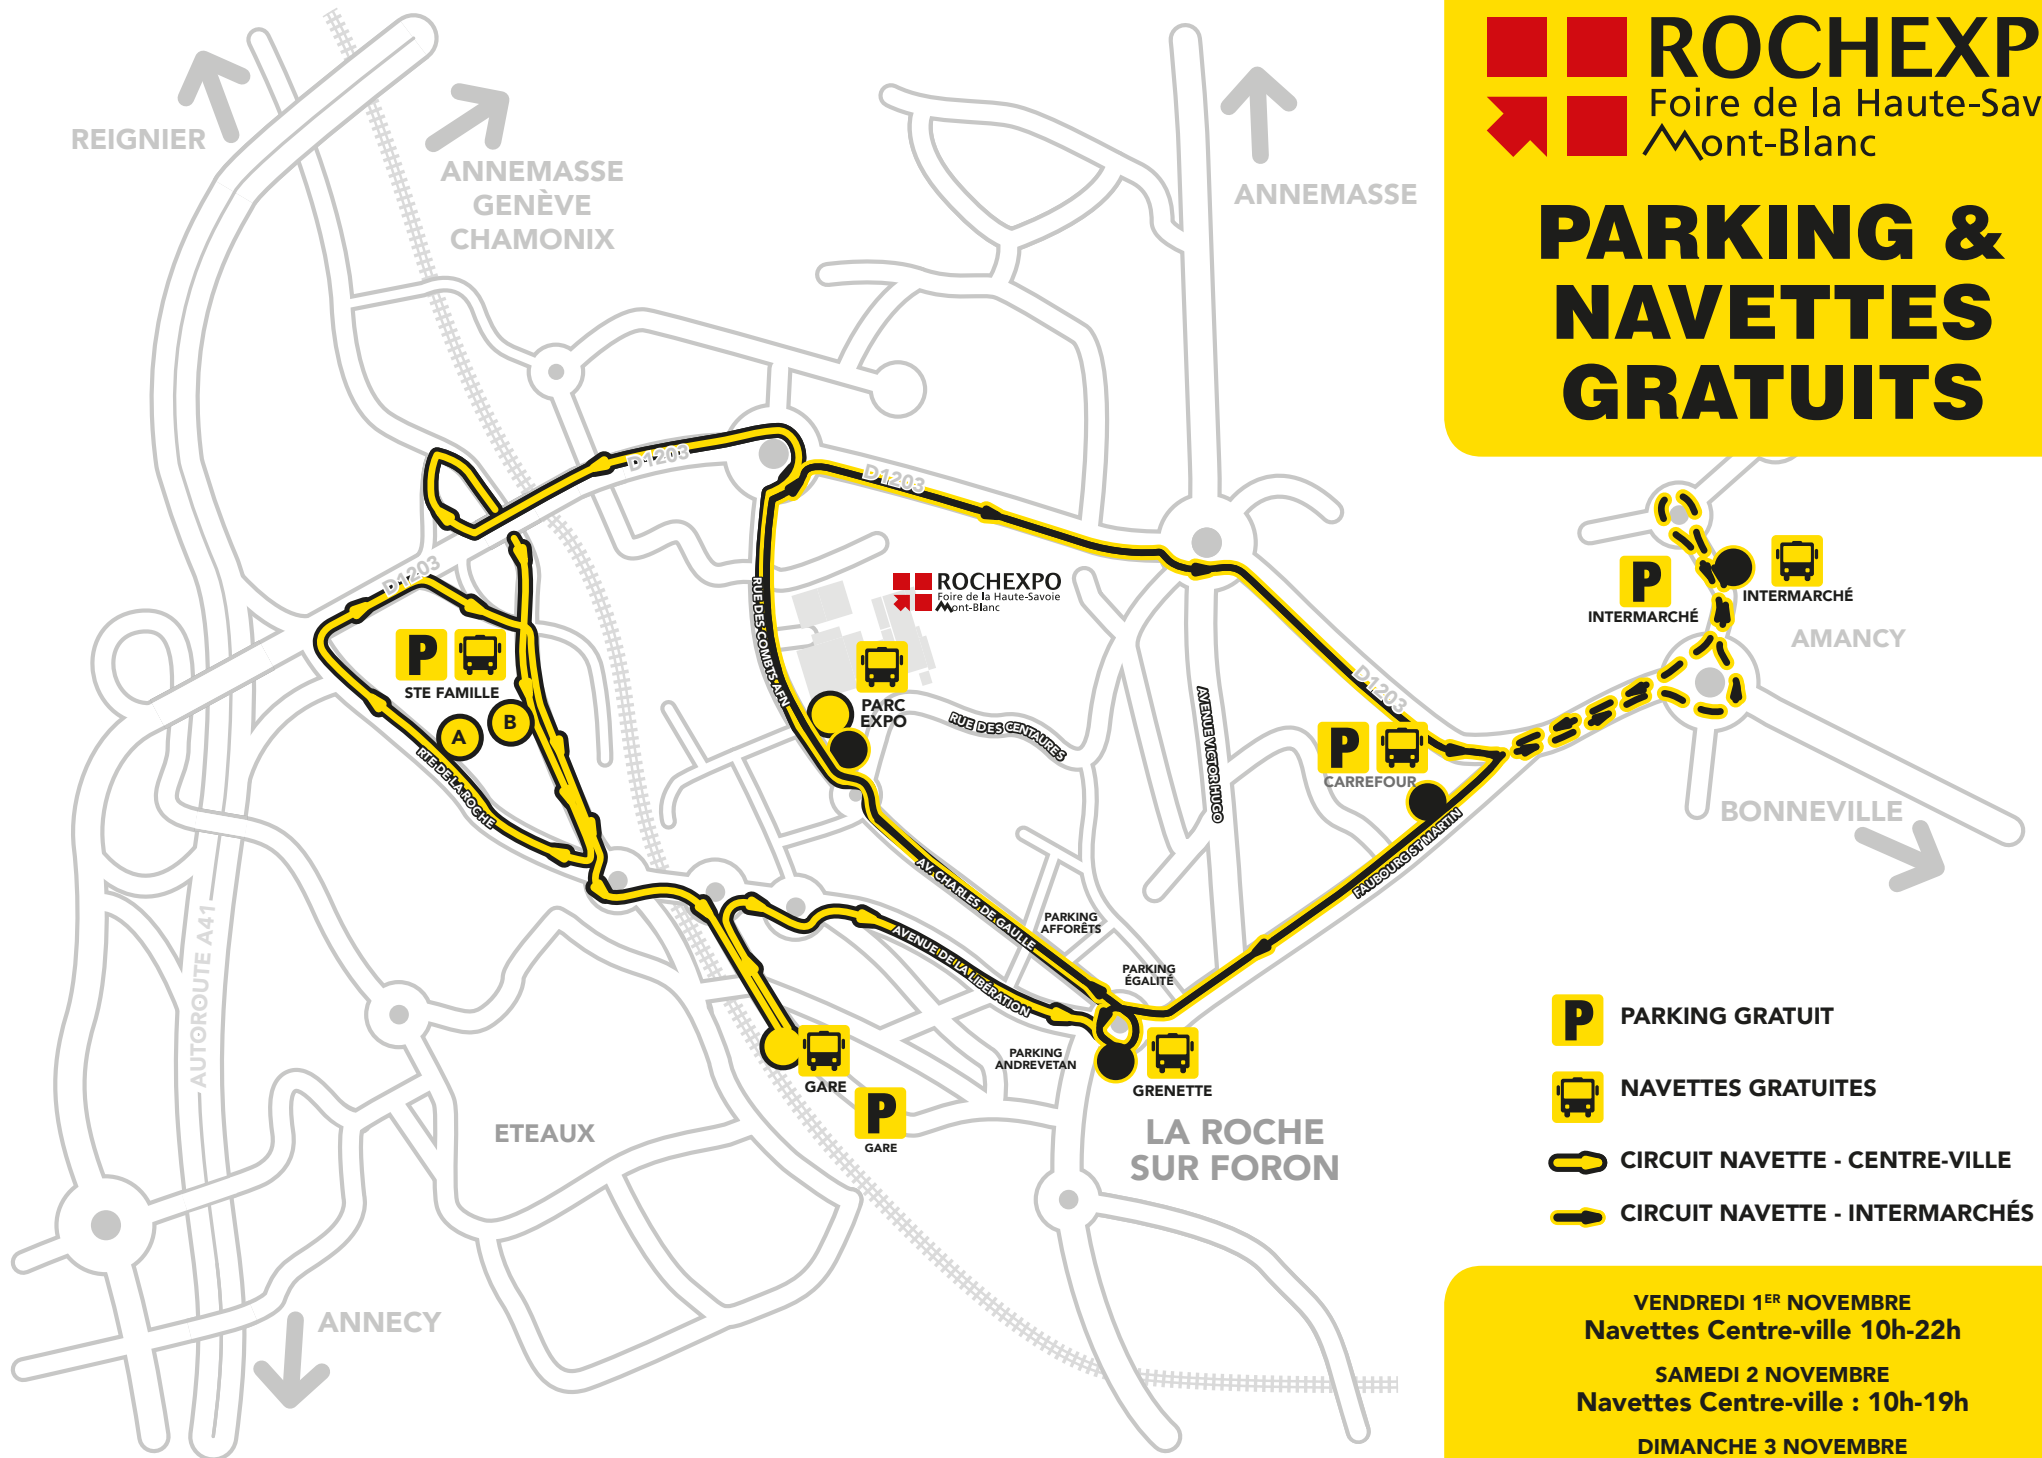 ROCHEXP
Foire de la Haute-Sav
Mont-Blanc
PARKING &
NAVETTES
GRATUITS
REIGNIER
ANNEMASSE
GENÈVE
CHAMONIX
ANNEMASSE
D1203
D1203
D1203
D1203
ROCHEXPO
Foire de la Haute-Savoie
Mont-Blanc
RUE DES COMBTS AFN
P
STE FAMILLE
A
B
RTE DE LA ROCHE
PARC
EXPO
RUE DES CENTAURES
AVENUE VICTOR HUGO
P
CARREFOUR
FAUBOURG ST MARTIN
P
INTERMARCHÉ
INTERMARCHÉ
AMANCY
BONNEVILLE
AV. CHARLES DE GAULLE
AVENUE DE LA LIBÉRATION
PARKING
AFFORÊTS
PARKING
ÉGALITÉ
PARKING
ANDREVETAN
GRENETTE
GARE
P
GARE
AUTOROUTE A41
ETEAUX
LA ROCHE
SUR FORON
ANNECY
P PARKING GRATUIT
NAVETTES GRATUITES
CIRCUIT NAVETTE - CENTRE-VILLE
CIRCUIT NAVETTE - INTERMARCHÉS
VENDREDI 1ER NOVEMBRE
Navettes Centre-ville 10h-22h
SAMEDI 2 NOVEMBRE
Navettes Centre-ville : 10h-19h
DIMANCHE 3 NOVEMBRE